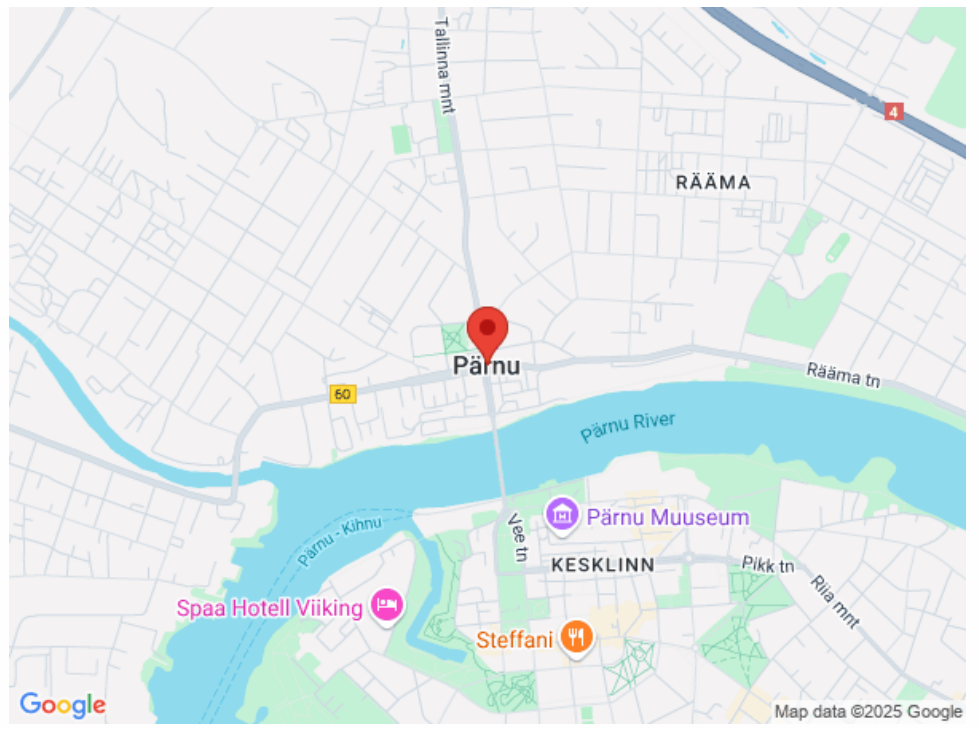 Tallinna mnt
4
RÄÄMA
Pärnu
Rääma tn
60
Pärnu River
Pärnu - Kihnu
Vee tn
Pärnu Muuseum
KESKLINN
Pikk tn
Riia mnt
Spaa Hotell Viiking
Steffani
Google
Map data ©2025 Google